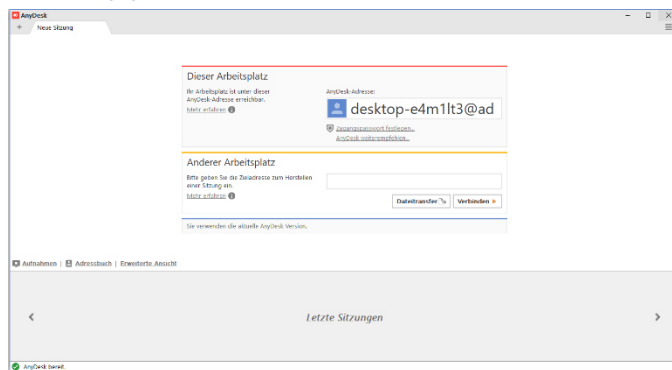 AnyDesk
+ Neue Sitzung
Dieser Arbeitsplatz
Ihr Arbeitsplatz ist unter dieser
AnyDesk-Adresse erreichbar.
Mehr erfahren
AnyDesk-Adresse:
desktop-e4m1lt3@ad
Zugangspasswort festlegen...
AnyDesk weiterempfehlen...
Anderer Arbeitsplatz
Bitte geben Sie die Zieladresse zum Herstellen
einer Sitzung ein.
Mehr erfahren
Dateitransfer
Verbinden
Sie verwenden die aktuelle AnyDesk Version.
Aufnahmen | Adressbuch | Erweiterte Ansicht
Letzte Sitzungen
AnyDesk bereit.